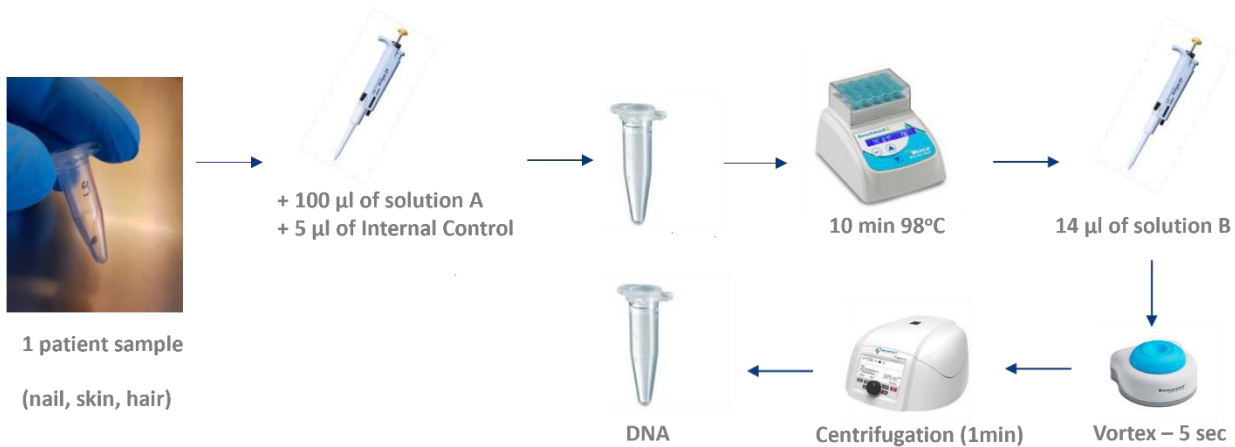 + 100 µl of solution A
+ 5 µl of Internal Control
10 min 98°C
14 µl of solution B
1 patient sample
(nail, skin, hair)
DNA
Centrifugation (1min)
Vortex – 5 sec